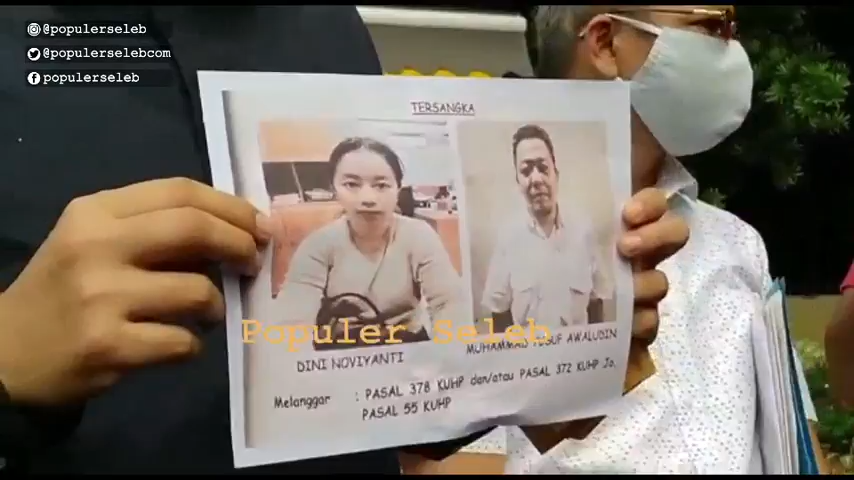 @populerseleb
@populerselebcom
populerseleb
TERSANGKA
Populer Seleb
DINI NOVIYANTI
MUHAMMAD YUSUF AWALUDIN
Melanggar : PASAL 378 KUHP dan/atau PASAL 372 KUHP Jo.
PASAL 55 KUHP